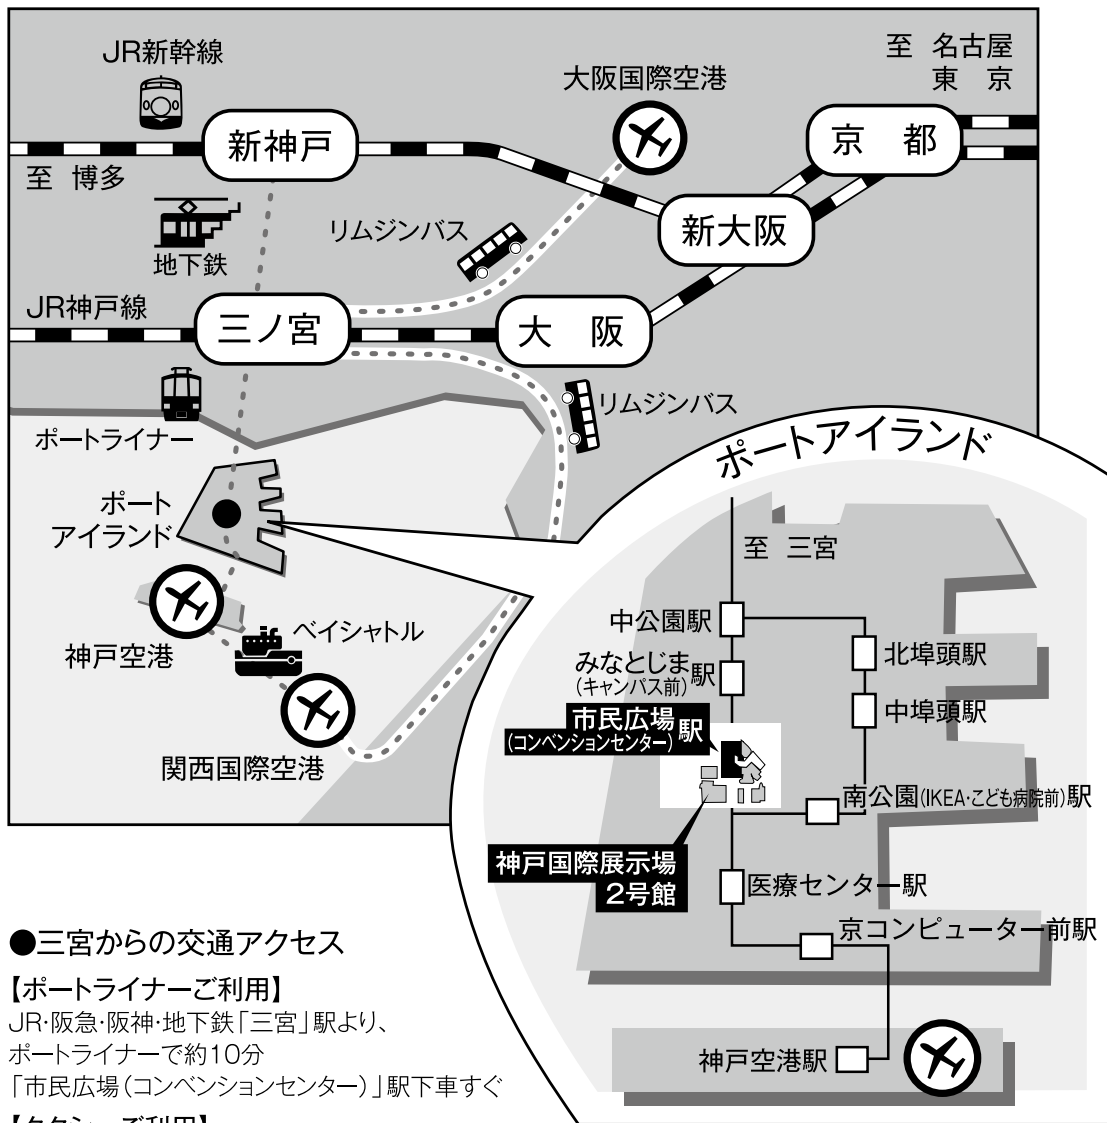 JR新幹線
大阪国際空港
至 名古屋
東 京
新神戸
京 都
至 博多
地下鉄
リムジンバス
新大阪
JR神戸線
三ノ宮
大 阪
リムジンバス
ポートライナー
ポート
アイランド
神戸空港
ベイシャトル
関西国際空港
ポートアイランド
至 三宮
中公園駅
みなとじま駅
(キャンパス前)
北埠頭駅
中埠頭駅
市民広場駅
(コンベンションセンター)
南公園(IKEA・こども病院前)駅
神戸国際展示場
2号館
医療センター駅
京コンピューター前駅
神戸空港駅
●三宮からの交通アクセス
【ポートライナーご利用】
JR・阪急・阪神・地下鉄「三宮」駅より、
ポートライナーで約10分
「市民広場(コンベンションセンター)」駅下車すぐ
【タクシーご利用】